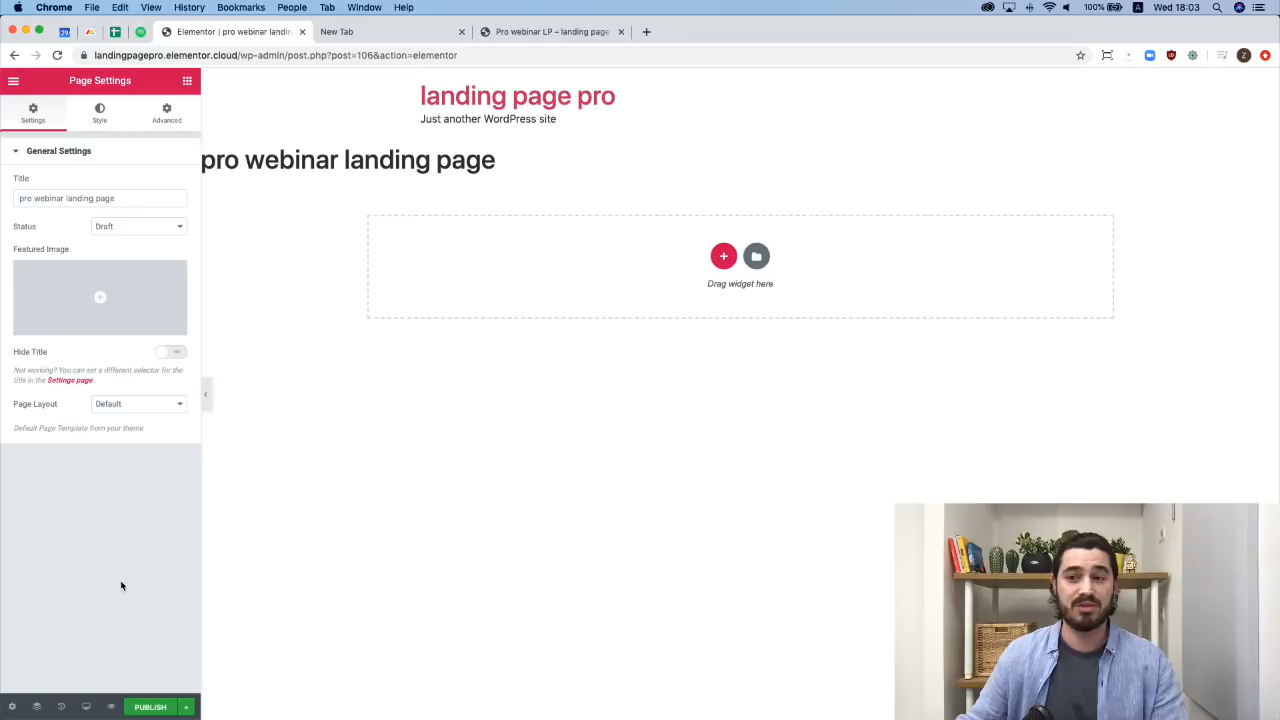 Chrome File Edit View History Bookmarks People Tab Window Help 100% A Wed 18:03
Elementor | pro webinar landin New Tab Pro webinar LP – landing page
landingpagepro.elementor.cloud/wp-admin/post.php?post=106&action=elementor Z
Page Settings
Settings Style Advanced
General Settings
Title
pro webinar landing page
Status Draft
Featured Image
Hide Title
Not working? You can set a different selector for the
title in the Settings page.
Page Layout Default
Default Page Template from your theme
PUBLISH
landing page pro
Just another WordPress site
pro webinar landing page
Drag widget here